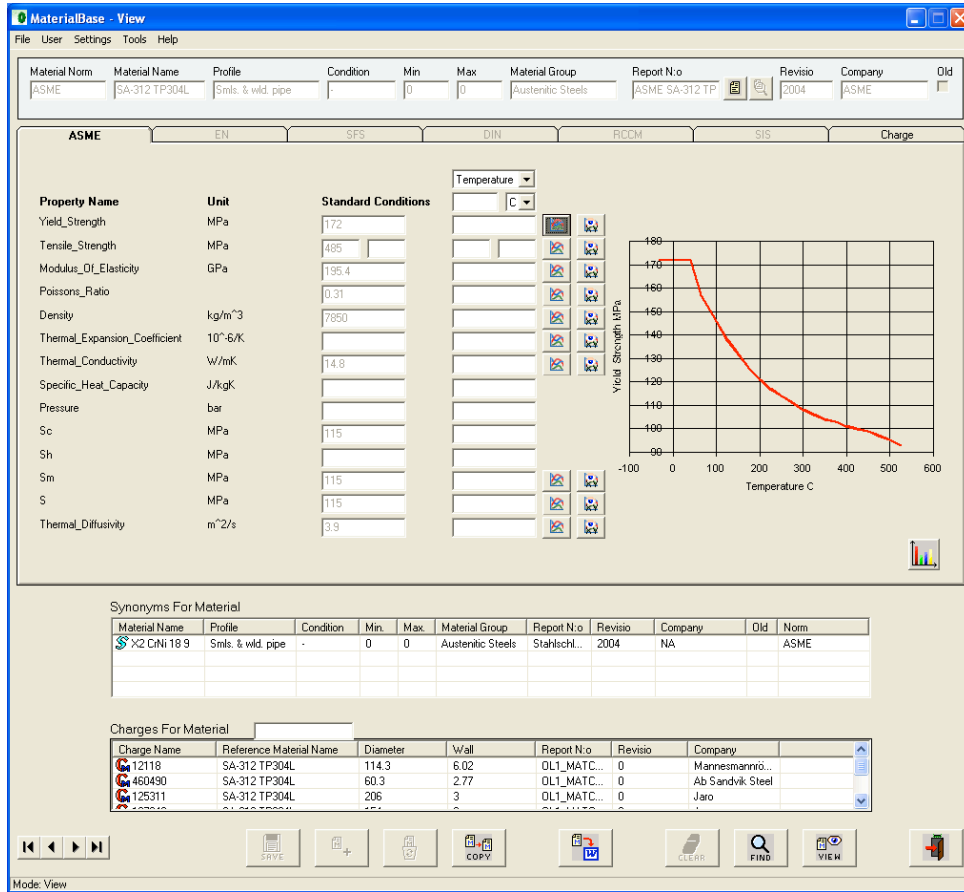 MaterialBase - View
File User Settings Tools Help
Material Norm Material Name Profile Condition Min Max Material Group Report N:o Revisio Company Old
ASME SA-312 TP304L Smls. & wld. pipe - 0 0 Austenitic Steels ASME SA-312 TP 2004 ASME
ASME EN SFS DIN RCCM SIS Charge
Temperature
Property Name Unit Standard Conditions C
Yield_Strength MPa 172
Tensile_Strength MPa 485
Modulus_Of_Elasticity GPa 195.4
Poissons_Ratio 0.31
Density kg/m^3 7850
Thermal_Expansion_Coefficient 10^-6/K
Thermal_Conductivity W/mK 14.8
Specific_Heat_Capacity J/kgK
Pressure bar
Sc MPa 115
Sh MPa
Sm MPa 115
S MPa 115
Thermal_Diffusivity m^2/s 3.9
Yield Strength MPa
180
170
160
150
140
130
120
110
100
90
-100 0 100 200 300 400 500 600
Temperature C
Synonyms For Material
Material Name Profile Condition Min. Max. Material Group Report N:o Revisio Company Old Norm
X2 CrNi 18 9 Smls. & wld. pipe - 0 0 Austenitic Steels Stahlschl... 2004 NA ASME
Charges For Material
Charge Name Reference Material Name Diameter Wall Report N:o Revisio Company
12118 SA-312 TP304L 114.3 6.02 OL1_MATC... 0 Mannesmannrö...
460490 SA-312 TP304L 60.3 2.77 OL1_MATC... 0 Ab Sandvik Steel
125311 SA-312 TP304L 206 3 OL1_MATC... 0 Jaro
SAVE COPY W CLEAR FIND VIEW
Mode: View